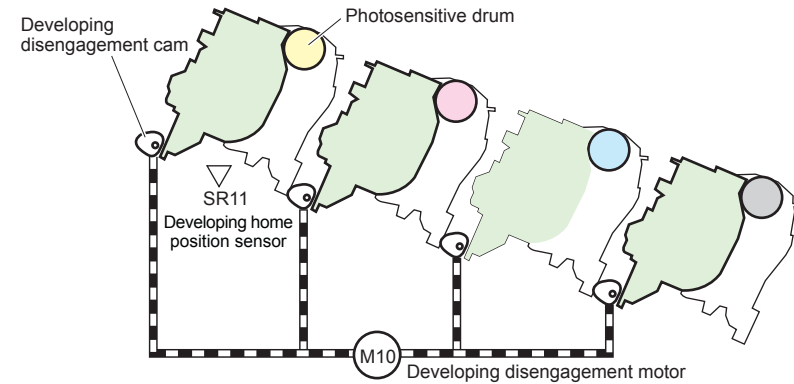 Developing
disengagement cam
Photosensitive drum
SR11
Developing home
position sensor
M10
Developing disengagement motor